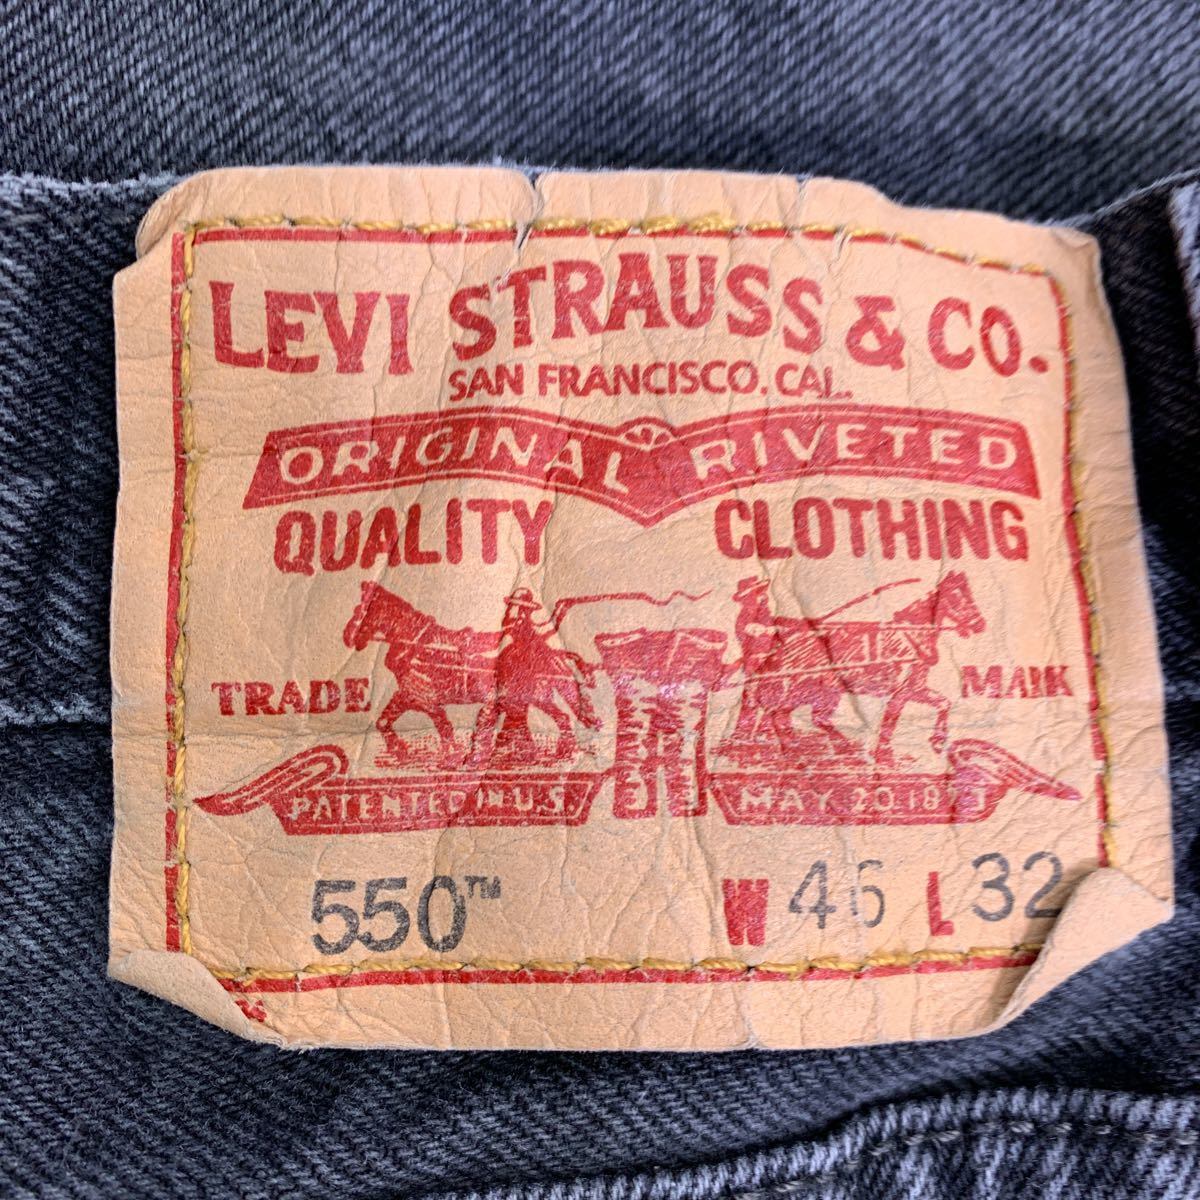 LEVI STRAUSS & CO.
SAN FRANCISCO. CAL.
ORIGINAL RIVETED
QUALITY CLOTHING
TRADE MARK
PATENTED IN U.S. MAY 20 1873
550™ W 46 L 32